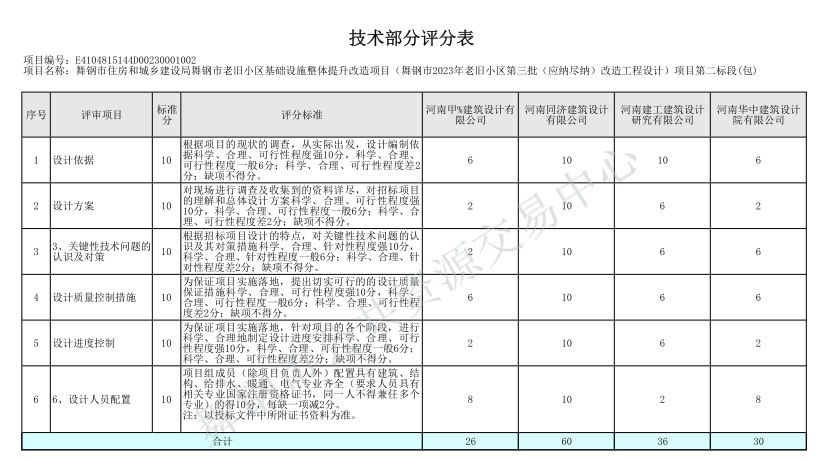 技术部分评分表
项目编号：E4104815144D00230001002
项目名称：舞钢市住房和城乡建设局舞钢市老旧小区基础设施整体提升改造项目（舞钢市2023年老旧小区第三批（应纳尽纳）改造工程设计）项目第二标段(包)
序号 评审项目 标准分 评分标准 河南甲%建筑设计有限公司 河南同济建筑设计有限公司 河南建工建筑设计研究有限公司 河南华中建筑设计院有限公司
1 设计依据 10
根据项目的现状的调查，从实际出发，设计编制依
据科学、合理、可行性程度强10分，科学、合理、
可行性程度一般6分；科学、合理、可行性程度差2
分；缺项不得分。
6 10 10 6
2 设计方案 10
对现场进行调查及收集到的资料详尽，对招标项目
的理解和总体设计方案科学、合理、可行性程度强
10分，科学、合理、可行性程度一般6分；科学、合
理、可行性程度差2分；缺项不得分。
2 10 6 2
3 3、关键性技术问题的
认识及对策 10
根据招标项目设计的特点，对关键性技术问题的认
识及其对策措施科学、合理、针对性程度强10分，
科学、合理、针对性程度一般6分；科学、合理、针
对性程度差2分；缺项不得分。
2 10 6 6
4 设计质量控制措施 10
为保证项目实施落地，提出切实可行的的设计质量
保证措施科学、合理、可行性程度强10分，科学、
合理、可行性程度一般6分；科学、合理、可行性程
度差2分；缺项不得分。
6 10 6 6
5 设计进度控制 10
为保证项目实施落地，针对项目的各个阶段，进行
科学、合理地制定设计进度安排科学、合理、可行
性程度强10分，科学、合理、可行性程度一般6分；
科学、合理、可行性程度差2分；缺项不得分。
2 10 6 2
6 6、设计人员配置 10
项目组成员（除项目负责人外）配置具有建筑、结
构、给排水、暖通、电气专业齐全（要求人员具有
相关专业国家注册资格证书，同一人不得兼任多个
专业）的得10分，每缺一项减2分。
注：以投标文件中所附证书资料为准。
8 10 2 8
合计 26 60 36 30